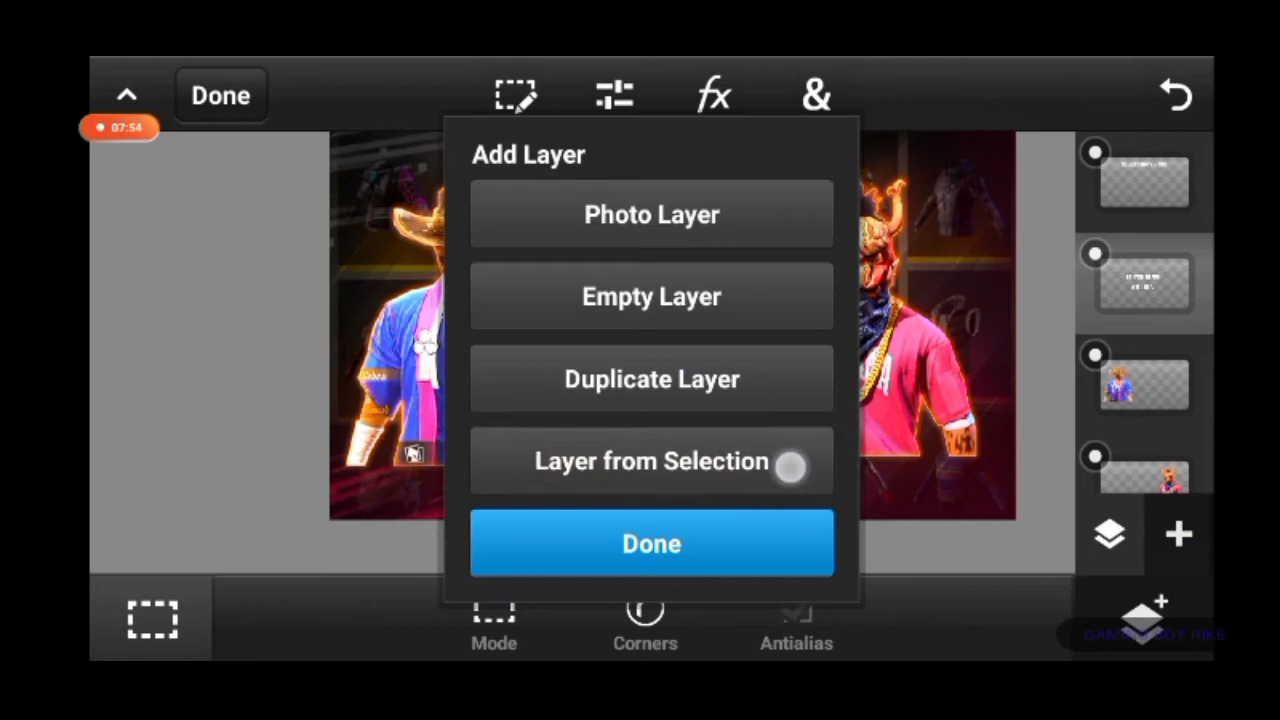 Done
07:54
Add Layer
Photo Layer
Empty Layer
Duplicate Layer
Layer from Selection
Done
Mode
Corners
Antialias